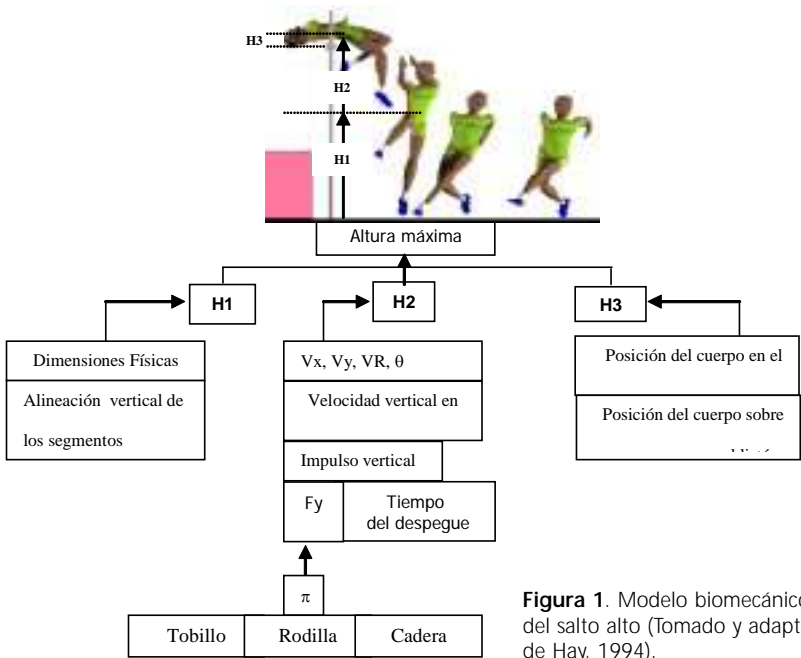 H3
H2
H1
Altura máxima
H1
H2
H3
Dimensiones Físicas
Alineación vertical de
los segmentos
Vx, Vy, VR, θ
Velocidad vertical en
Impulso vertical
Fy
Tiempo
del despegue
π
Tobillo
Rodilla
Cadera
Posición del cuerpo en el
Posición del cuerpo sobre
Figura 1. Modelo biomecánico
del salto alto (Tomado y adapt
de Hay, 1994).